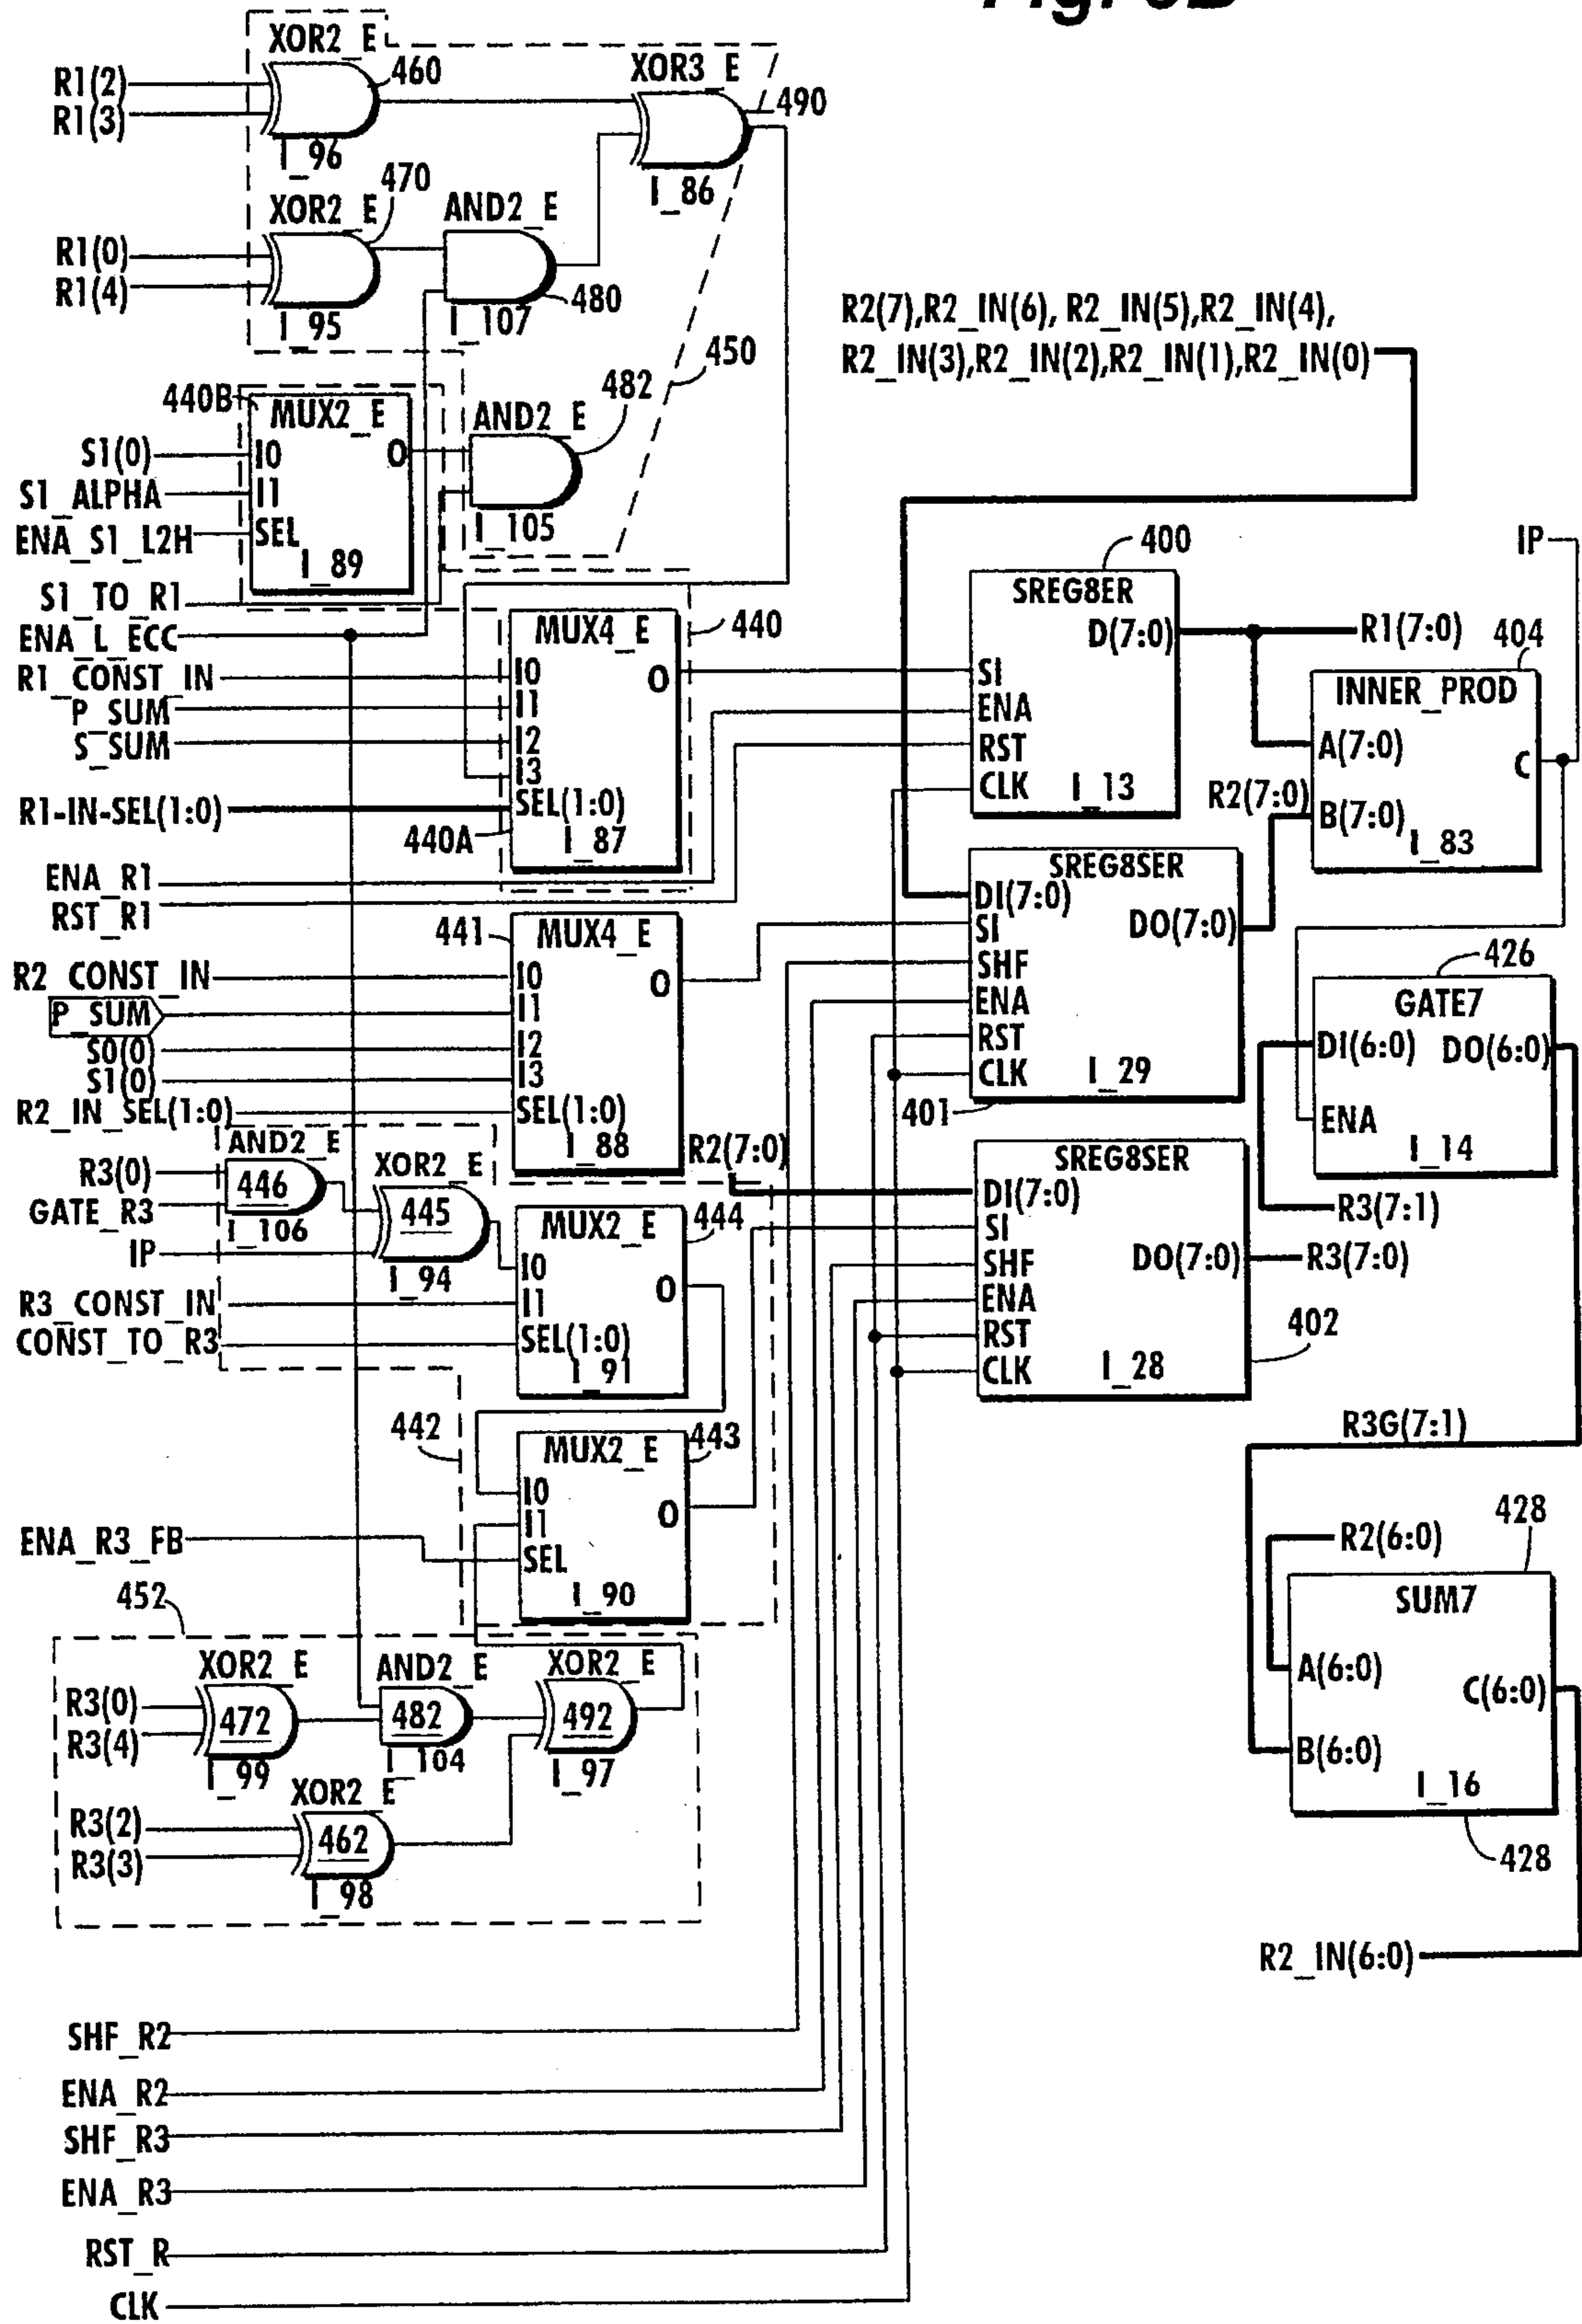 XOR2_E
460
R1(2)
R1(3)
I_96
XOR3_E
490
I_86
470
XOR2_E
AND2_E
R1(0)
R1(4)
I_95
I_107
480
450
482
440B
MUX2_E
AND2_E
S1(0)
I0
O
S1_ALPHA
I1
ENA_S1_L2H
SEL
I_89
I_105
S1_TO_R1
ENA_L_ECC
R2(7),R2_IN(6), R2_IN(5),R2_IN(4),
R2_IN(3),R2_IN(2),R2_IN(1),R2_IN(0)
MUX4_E
440
R1_CONST_IN
I0
O
P_SUM
I1
S_SUM
I2
I3
R1-IN-SEL(1:0)
SEL(1:0)
440A
I_87
ENA_R1
RST_R1
400
SREG8ER
D(7:0)
SI
ENA
RST
CLK
I_13
R1(7:0)
IP
404
INNER_PROD
A(7:0)
C
R2(7:0)
B(7:0)
I_83
441
MUX4_E
R2_CONST_IN
I0
O
P_SUM
I1
S0(0)
I2
S1(0)
I3
R2_IN_SEL(1:0)
SEL(1:0)
I_88
SREG8SER
DI(7:0)
SI
DO(7:0)
SHF
ENA
RST
CLK
I_29
401
426
GATE7
DI(6:0)
DO(6:0)
ENA
I_14
R3(7:1)
AND2_E
R3(0)
446
GATE_R3
I_106
XOR2_E
445
IP
I_94
R2(7:0)
444
MUX2_E
I0
O
R3_CONST_IN
I1
CONST_TO_R3
SEL(1:0)
I_91
SREG8SER
DI(7:0)
SI
SHF
DO(7:0)
R3(7:0)
ENA
RST
CLK
I_28
402
442
443
MUX2_E
I0
I1
O
ENA_R3_FB
SEL
I_90
R3G(7:1)
428
R2(6:0)
SUM7
A(6:0)
C(6:0)
B(6:0)
I_16
428
R2_IN(6:0)
452
XOR2_E
AND2_E
XOR2_E
R3(0)
R3(4)
472
482
492
I_99
I_104
I_97
XOR2_E
R3(2)
R3(3)
462
I_98
SHF_R2
ENA_R2
SHF_R3
ENA_R3
RST_R
CLK